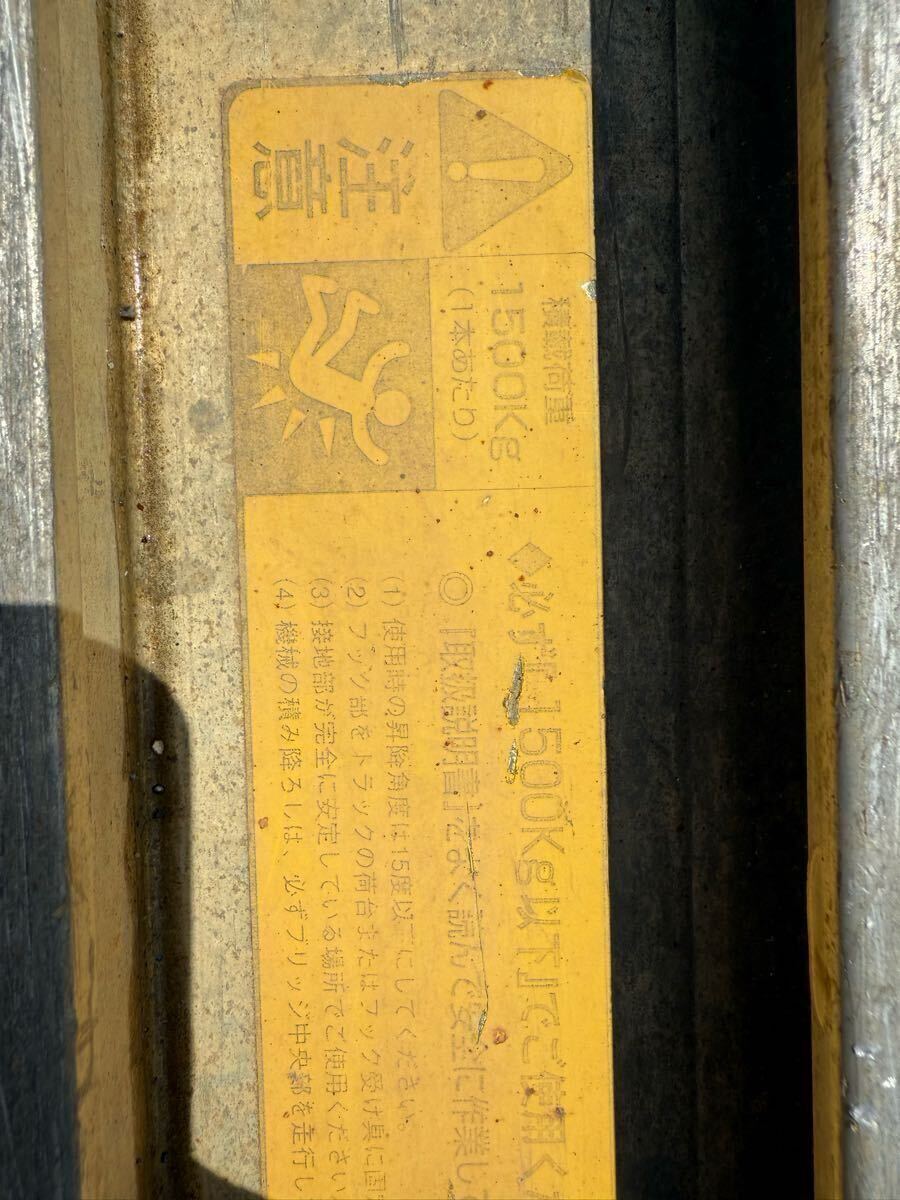 注意
積載荷重
1500Kg
(1本あたり)
◆必ず「1500Kg以下」でご使用く
◎『取扱説明書』をよく読んで安全に作業して
(1) 使用時の昇降角度は15度以下にしてください。
(2) フック部をトラックの荷台またはフック受け具に固
(3) 接地部が完全に安定している場所でご使用ください
(4) 機械の積み降ろしは、必ずブリッジ中央部を走行し